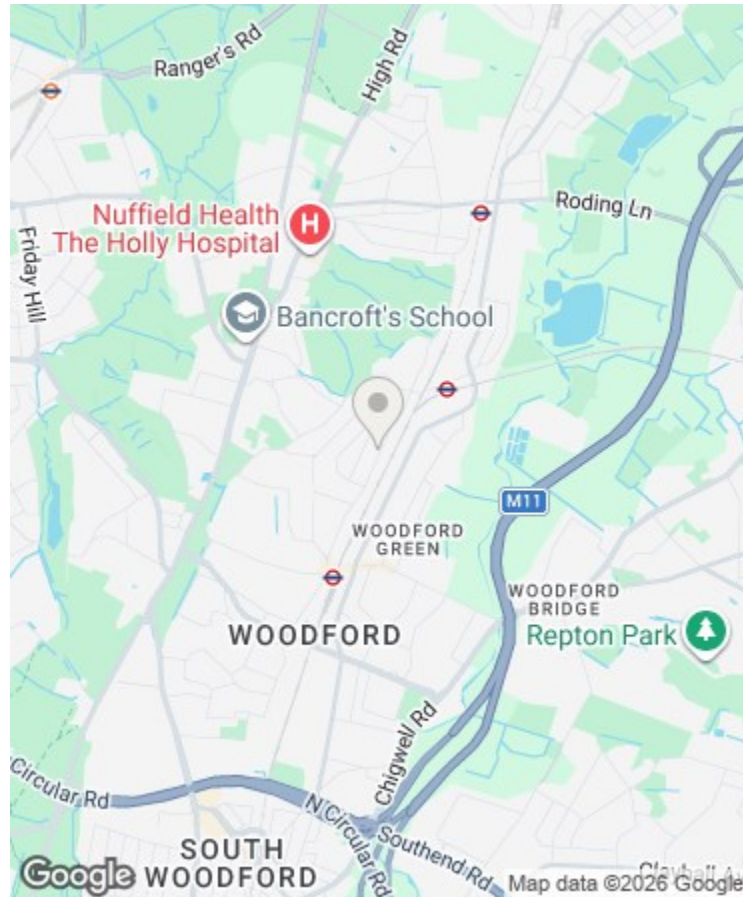 Ranger's Rd
High Rd
Nuffield Health
The Holly Hospital
H
Roding Ln
Friday Hill
Bancroft's School
M11
WOODFORD
GREEN
WOODFORD
BRIDGE
WOODFORD
Repton Park
Chigwell Rd
Circular Rd
N Circular Rd
Southend Rd
SOUTH
WOODFORD
Google
Map data ©2026 Google